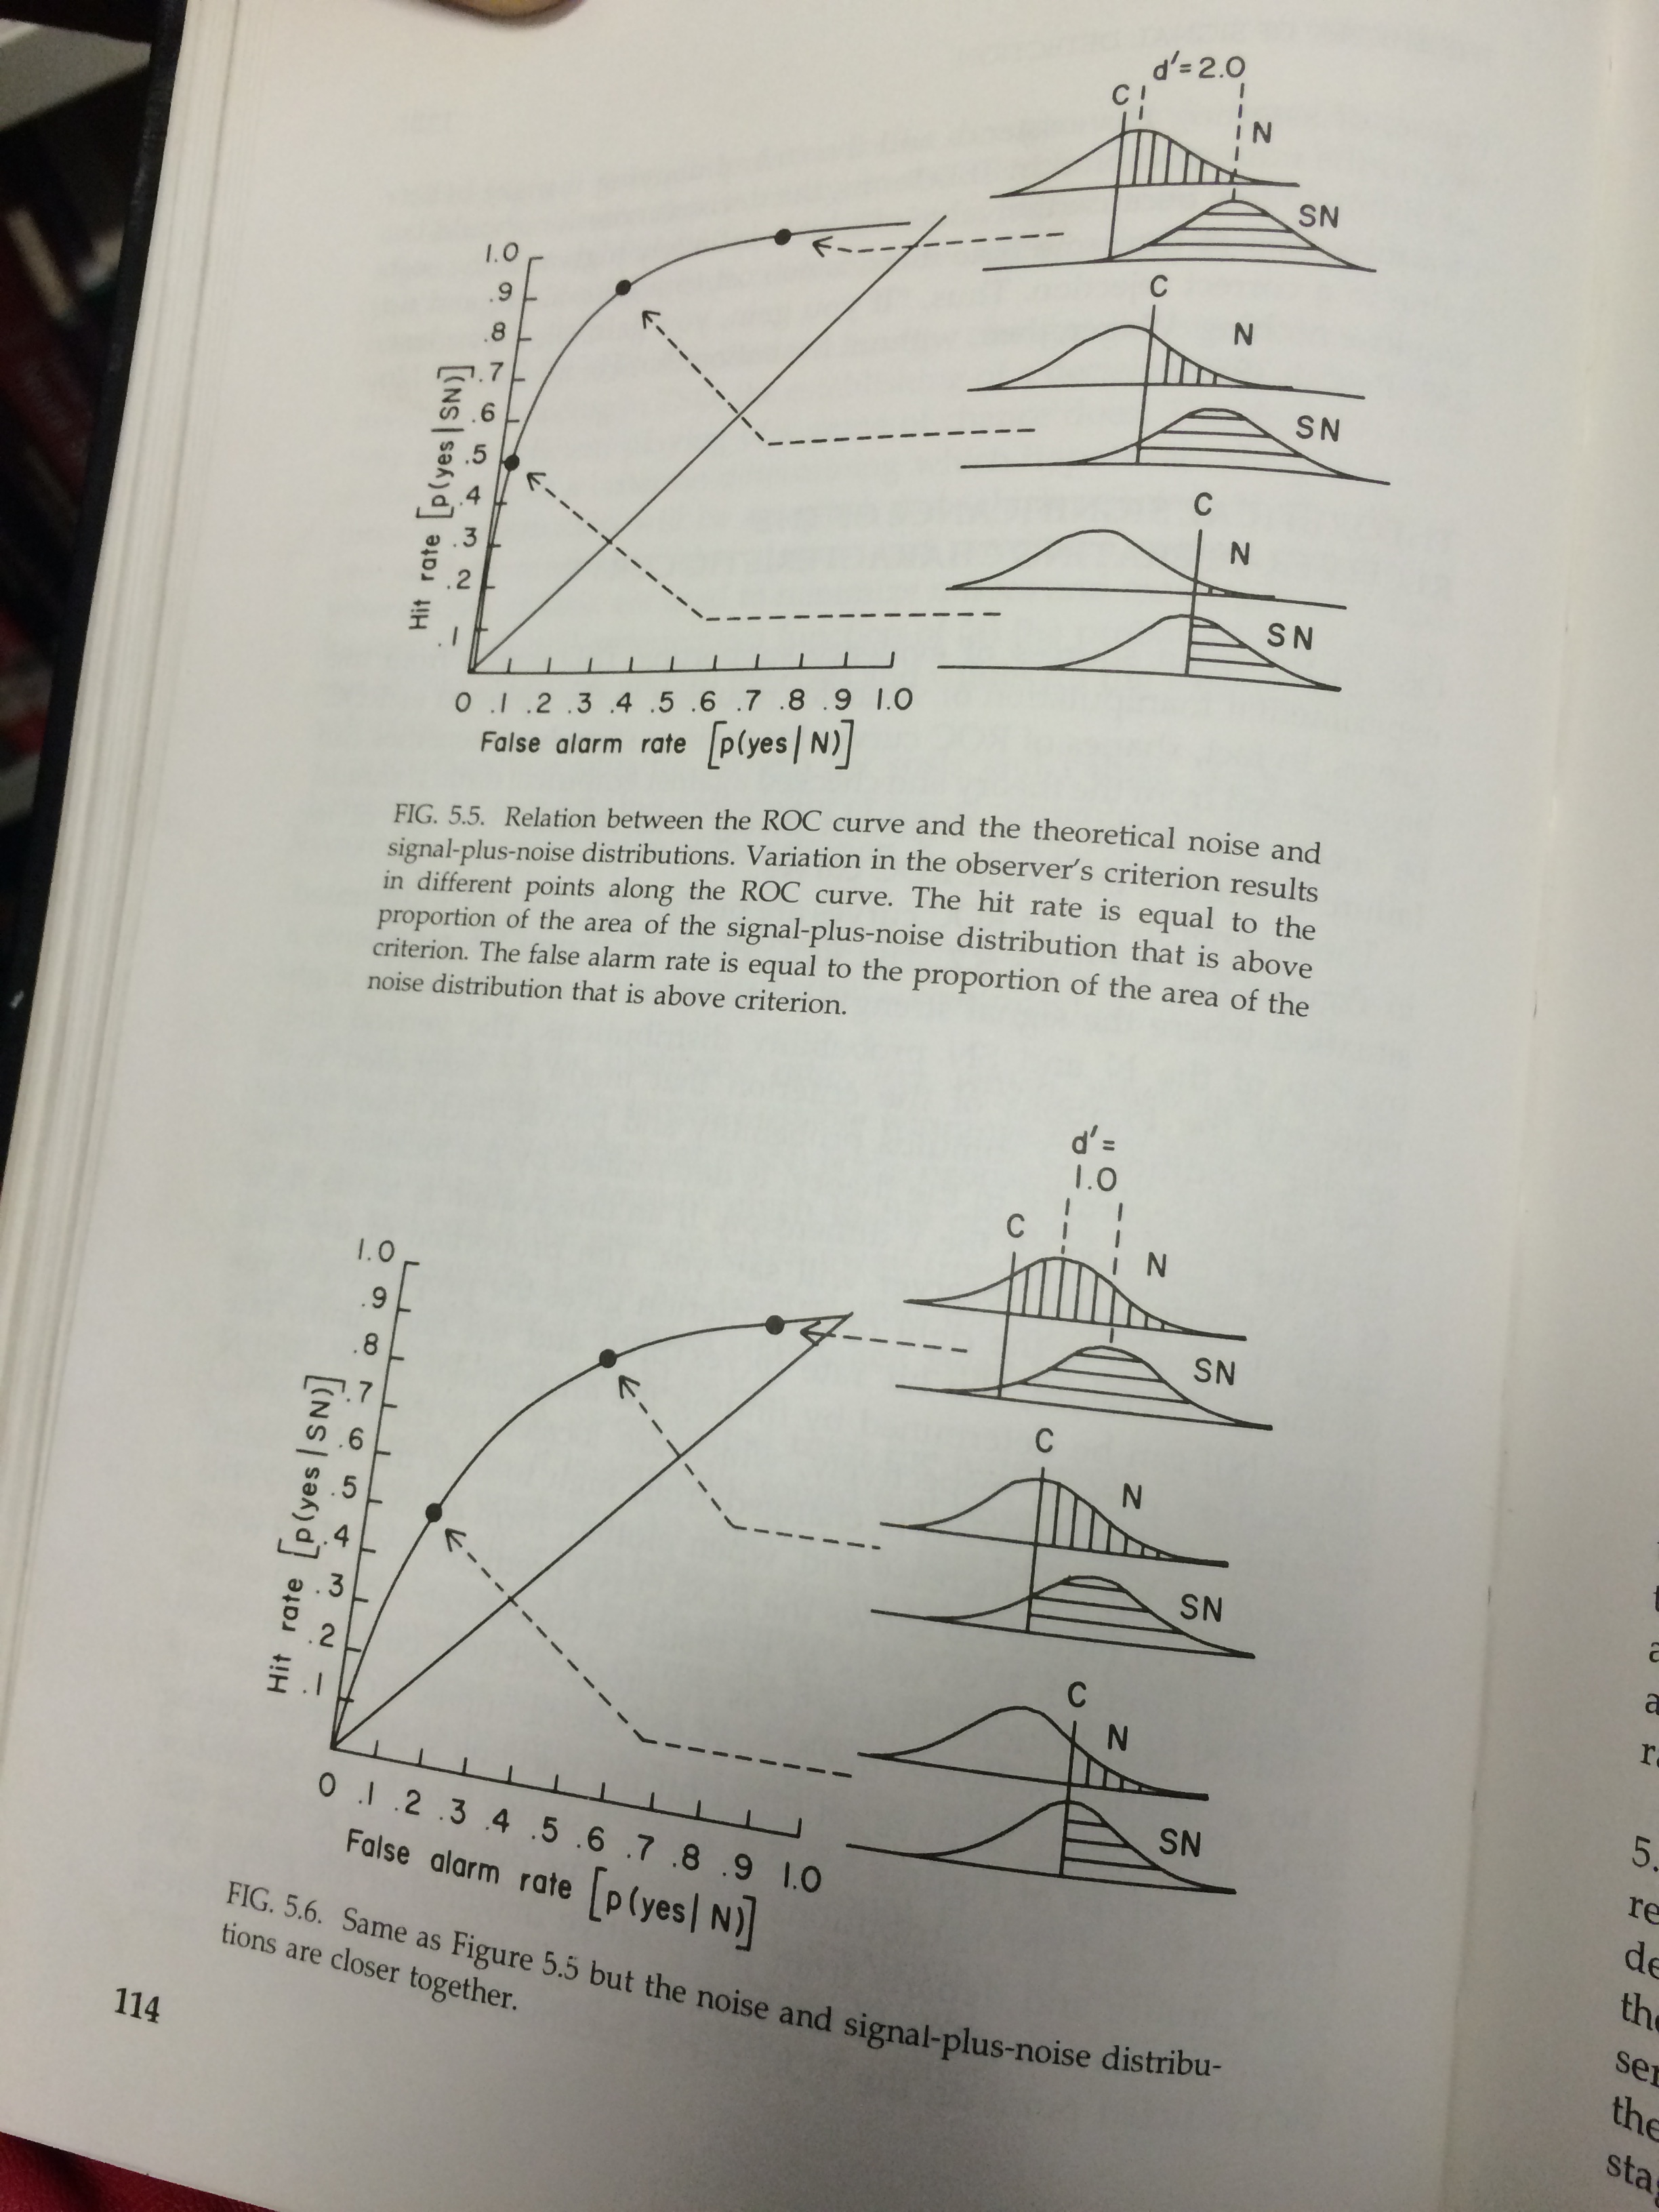 d'=2.0
C
N
SN
C
N
SN
C
N
SN
1.0
.9
.8
.7
.6
.5
.4
.3
.2
.1
Hit rate [p(yes|SN)]
0 .1 .2 .3 .4 .5 .6 .7 .8 .9 1.0
False alarm rate [p(yes|N)]
FIG. 5.5. Relation between the ROC curve and the theoretical noise and
signal-plus-noise distributions. Variation in the observer's criterion results
in different points along the ROC curve. The hit rate is equal to the
proportion of the area of the signal-plus-noise distribution that is above
criterion. The false alarm rate is equal to the proportion of the area of the
noise distribution that is above criterion.
d'=
1.0
C
N
SN
C
N
SN
C
N
SN
1.0
.9
.8
.7
.6
.5
.4
.3
.2
.1
Hit rate [p(yes|SN)]
0 .1 .2 .3 .4 .5 .6 .7 .8 .9 1.0
False alarm rate [p(yes|N)]
FIG. 5.6. Same as Figure 5.5 but the noise and signal-plus-noise distribu-
tions are closer together.
114
5.
re
de
the
ser
the
sta